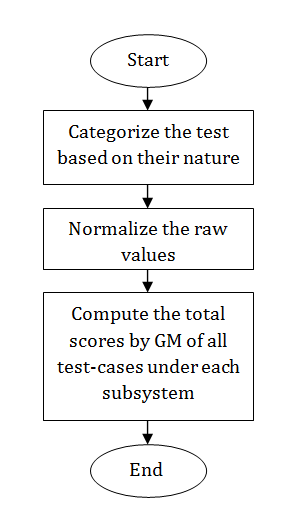 Start
Categorize the test
based on their nature
Normalize the raw
values
Compute the total
scores by GM of all
test-cases under each
subsystem
End